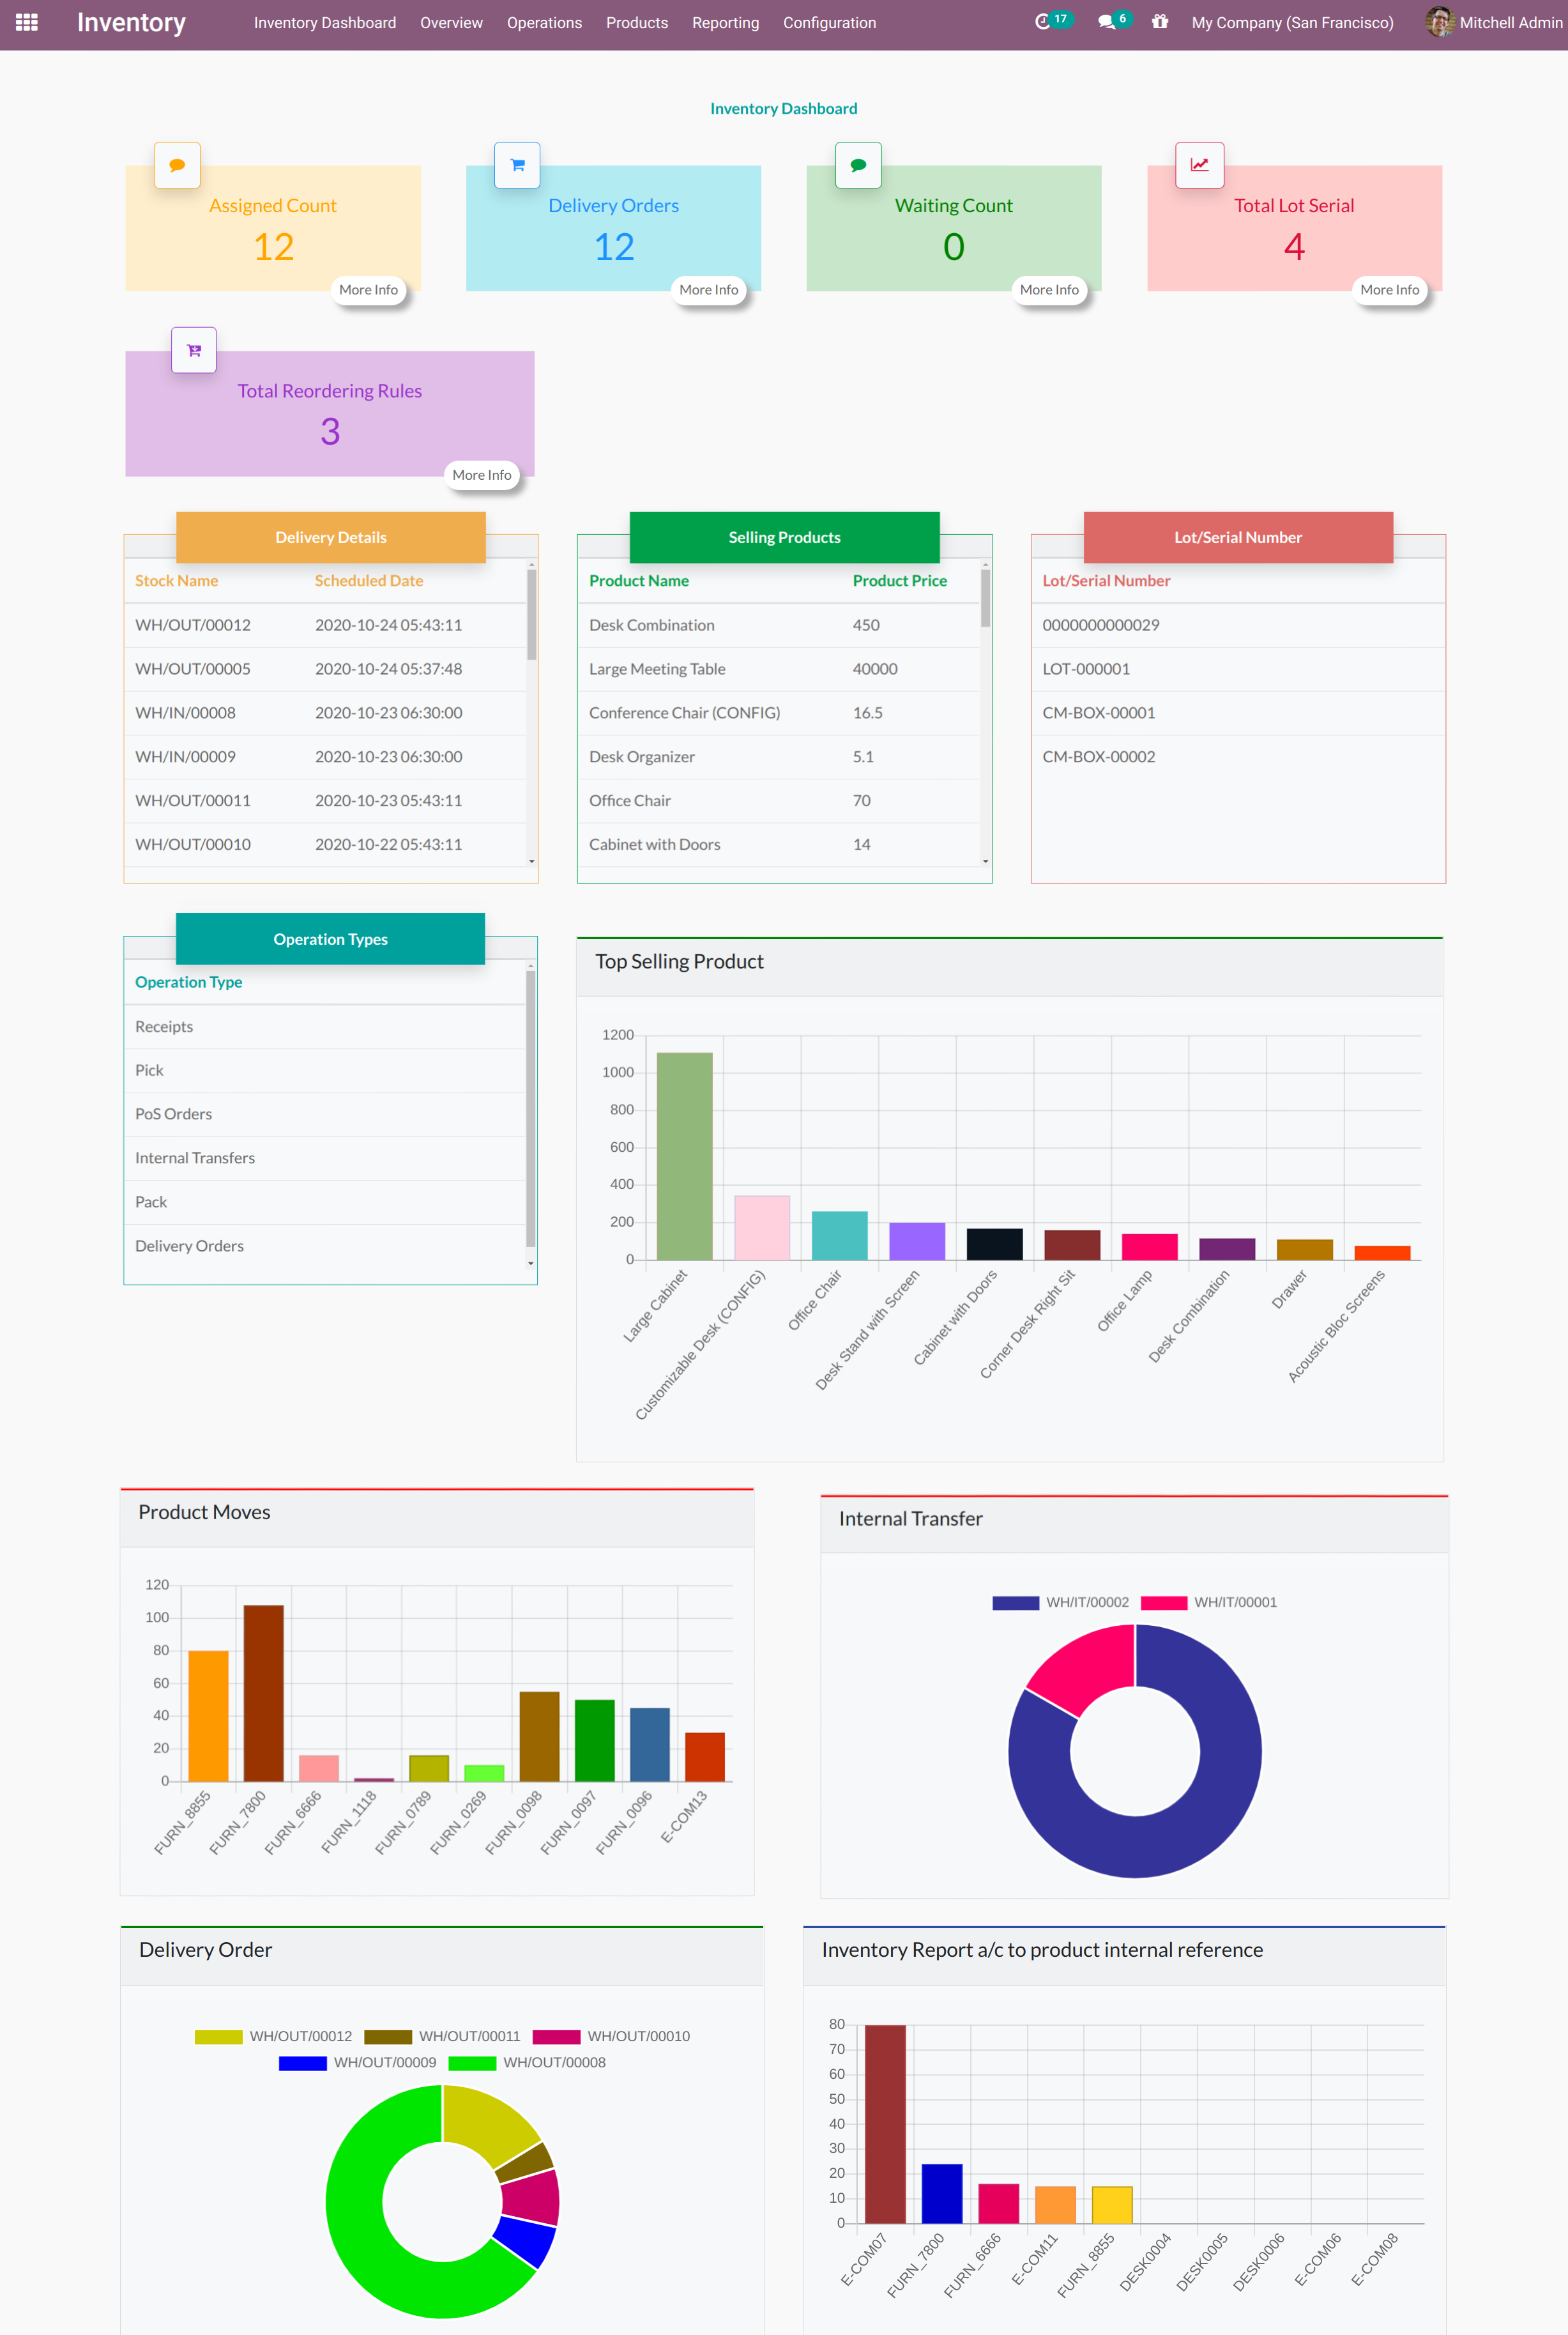 Inventory Inventory Dashboard Overview Operations Products Reporting Configuration 17 6 My Company (San Francisco) Mitchell Admin
Inventory Dashboard
Assigned Count
12
More Info
Delivery Orders
12
More Info
Waiting Count
0
More Info
Total Lot Serial
4
More Info
Total Reordering Rules
3
More Info
Delivery Details
Stock Name Scheduled Date
WH/OUT/00012 2020-10-24 05:43:11
WH/OUT/00005 2020-10-24 05:37:48
WH/IN/00008 2020-10-23 06:30:00
WH/IN/00009 2020-10-23 06:30:00
WH/OUT/00011 2020-10-23 05:43:11
WH/OUT/00010 2020-10-22 05:43:11
Selling Products
Product Name Product Price
Desk Combination 450
Large Meeting Table 40000
Conference Chair (CONFIG) 16.5
Desk Organizer 5.1
Office Chair 70
Cabinet with Doors 14
Lot/Serial Number
Lot/Serial Number
0000000000029
LOT-000001
CM-BOX-00001
CM-BOX-00002
Operation Types
Operation Type
Receipts
Pick
PoS Orders
Internal Transfers
Pack
Delivery Orders
Top Selling Product
1200
1000
800
600
400
200
0
Large Cabinet
Customizable Desk (CONFIG)
Office Chair
Desk Stand with Screen
Cabinet with Doors
Corner Desk Right Sit
Office Lamp
Desk Combination
Drawer
Acoustic Bloc Screens
Product Moves
120
100
80
60
40
20
0
FURN_8855
FURN_7800
FURN_6666
FURN_1118
FURN_0789
FURN_0269
FURN_0098
FURN_0097
FURN_0096
E-COM13
Internal Transfer
WH/IT/00002 WH/IT/00001
Delivery Order
WH/OUT/00012 WH/OUT/00011 WH/OUT/00010
WH/OUT/00009 WH/OUT/00008
Inventory Report a/c to product internal reference
80
70
60
50
40
30
20
10
0
E-COM07
FURN_7800
FURN_6666
E-COM11
FURN_8855
DESK0004
DESK0005
DESK0006
E-COM06
E-COM08